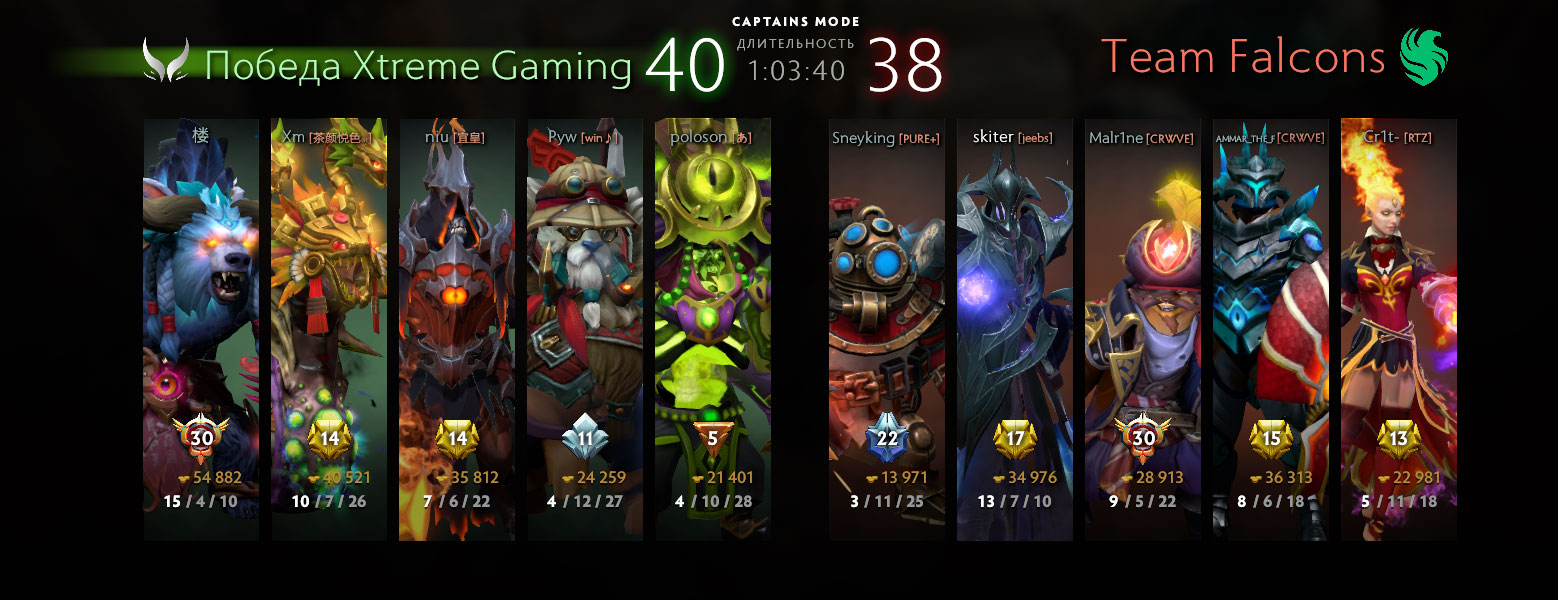 CAPTAINS MODE
Победа Xtreme Gaming 40 ДЛИТЕЛЬНОСТЬ 38 Team Falcons
1:03:40
楼 Xm [茶颜悦色..] niu [宜皇] Pyw [win♪] poloson [あ] Sneyking [PURE+] skiter [jeebs] Malr1ne [CRWVE] AMMAR_THE_F [CRWVE] Cr1t- [RTZ]
30 14 14 11 5 22 17 30 15 13
54 882 40 521 35 812 24 259 21 401 13 971 34 976 28 913 36 313 22 981
15 / 4 / 10 10 / 7 / 26 7 / 6 / 22 4 / 12 / 27 4 / 10 / 28 3 / 11 / 25 13 / 7 / 10 9 / 5 / 22 8 / 6 / 18 5 / 11 / 18